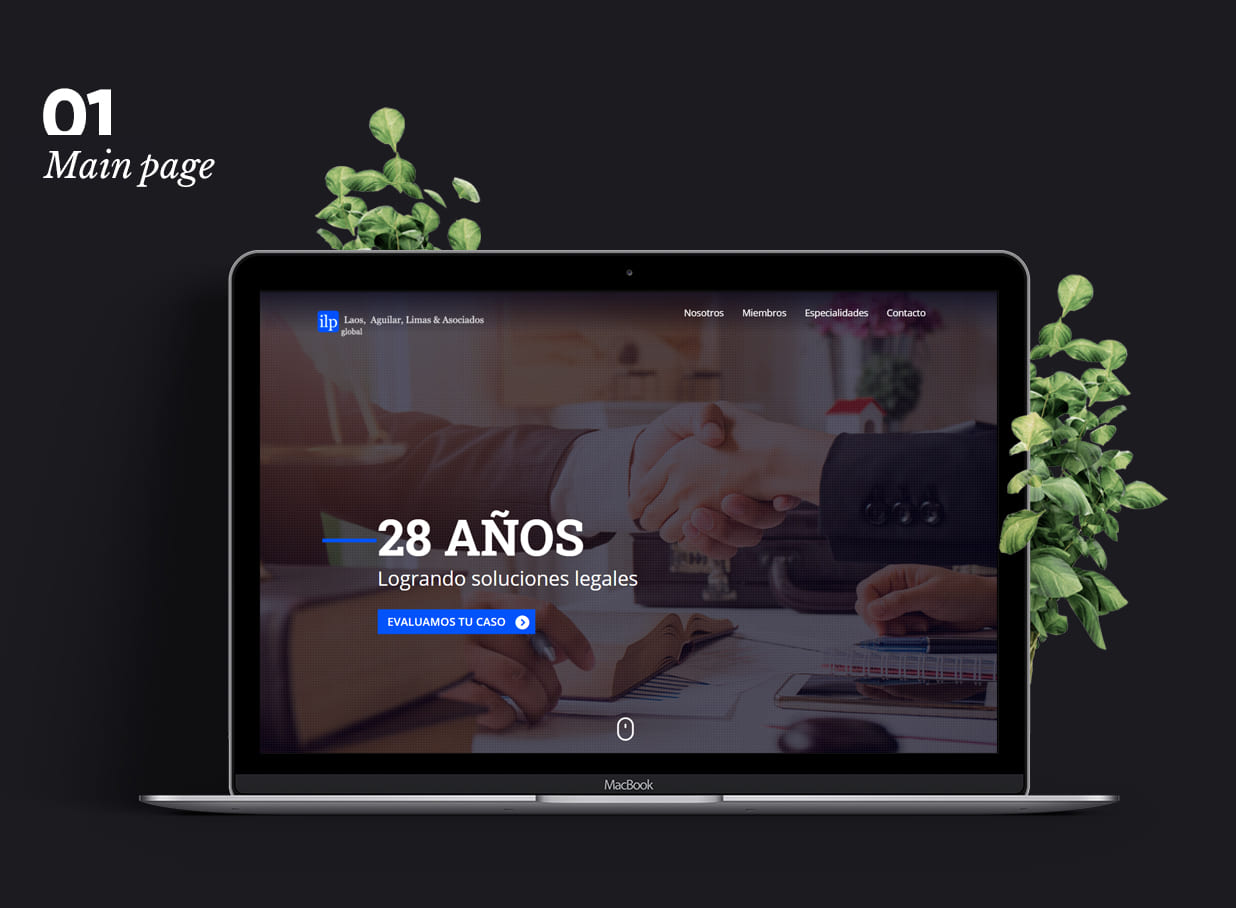 01
Main page
ilp Laos, Aguilar, Limas & Asociados
global
Nosotros Miembros Especialidades Contacto
28 AÑOS
Logrando soluciones legales
EVALUAMOS TU CASO
MacBook